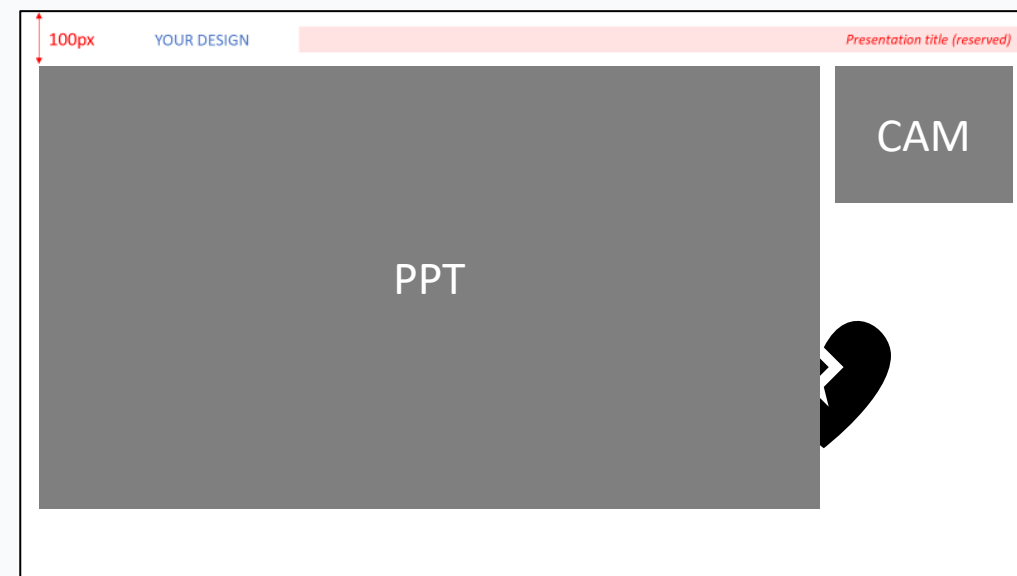 100px
YOUR DESIGN
Presentation title (reserved)
CAM
PPT